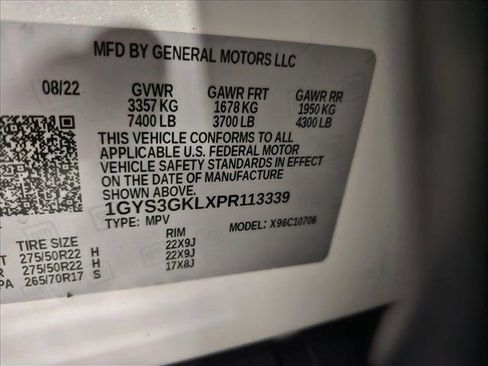 MFD BY GENERAL MOTORS LLC
08/22 GVWR GAWR FRT GAWR RR
3357 KG 1678 KG 1950 KG
7400 LB 3700 LB 4300 LB
THIS VEHICLE CONFORMS TO ALL
APPLICABLE U.S. FEDERAL MOTOR
VEHICLE SAFETY STANDARDS IN EFFECT
ON THE DATE OF MANUFACTURE
SHOWN ABOVE.
1GYS3GKLXPR113339
TYPE: MPV MODEL: X96C10706
TIRE SIZE RIM
275/50R22 H 22X9J
275/50R22 H 22X9J
PA 265/70R17 S 17X8J